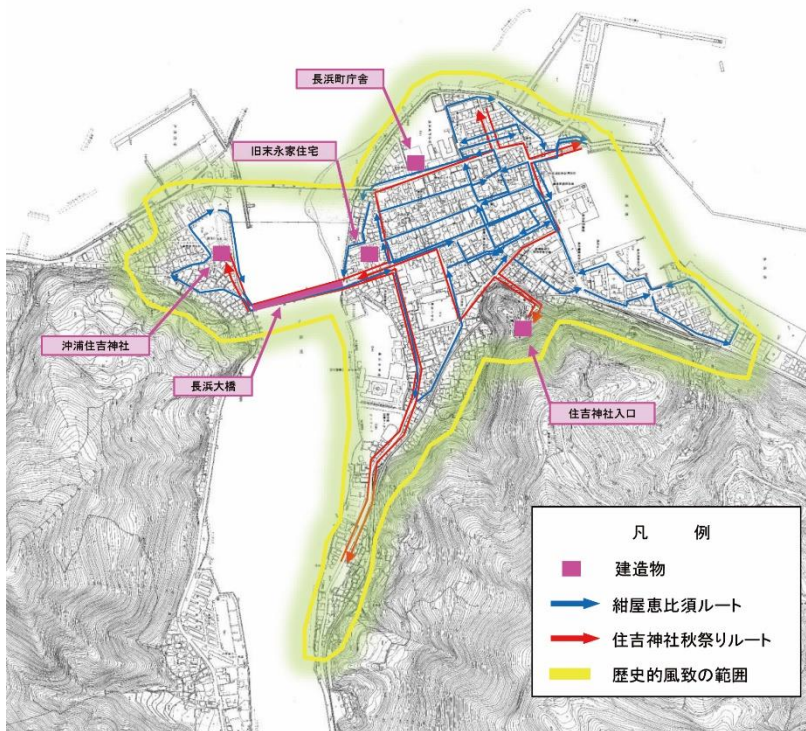 長浜町庁舎
旧末永家住宅
沖浦住吉神社
長浜大橋
住吉神社入口
凡 例
建造物
紺屋恵比須ルート
住吉神社秋祭りルート
歴史的風致の範囲